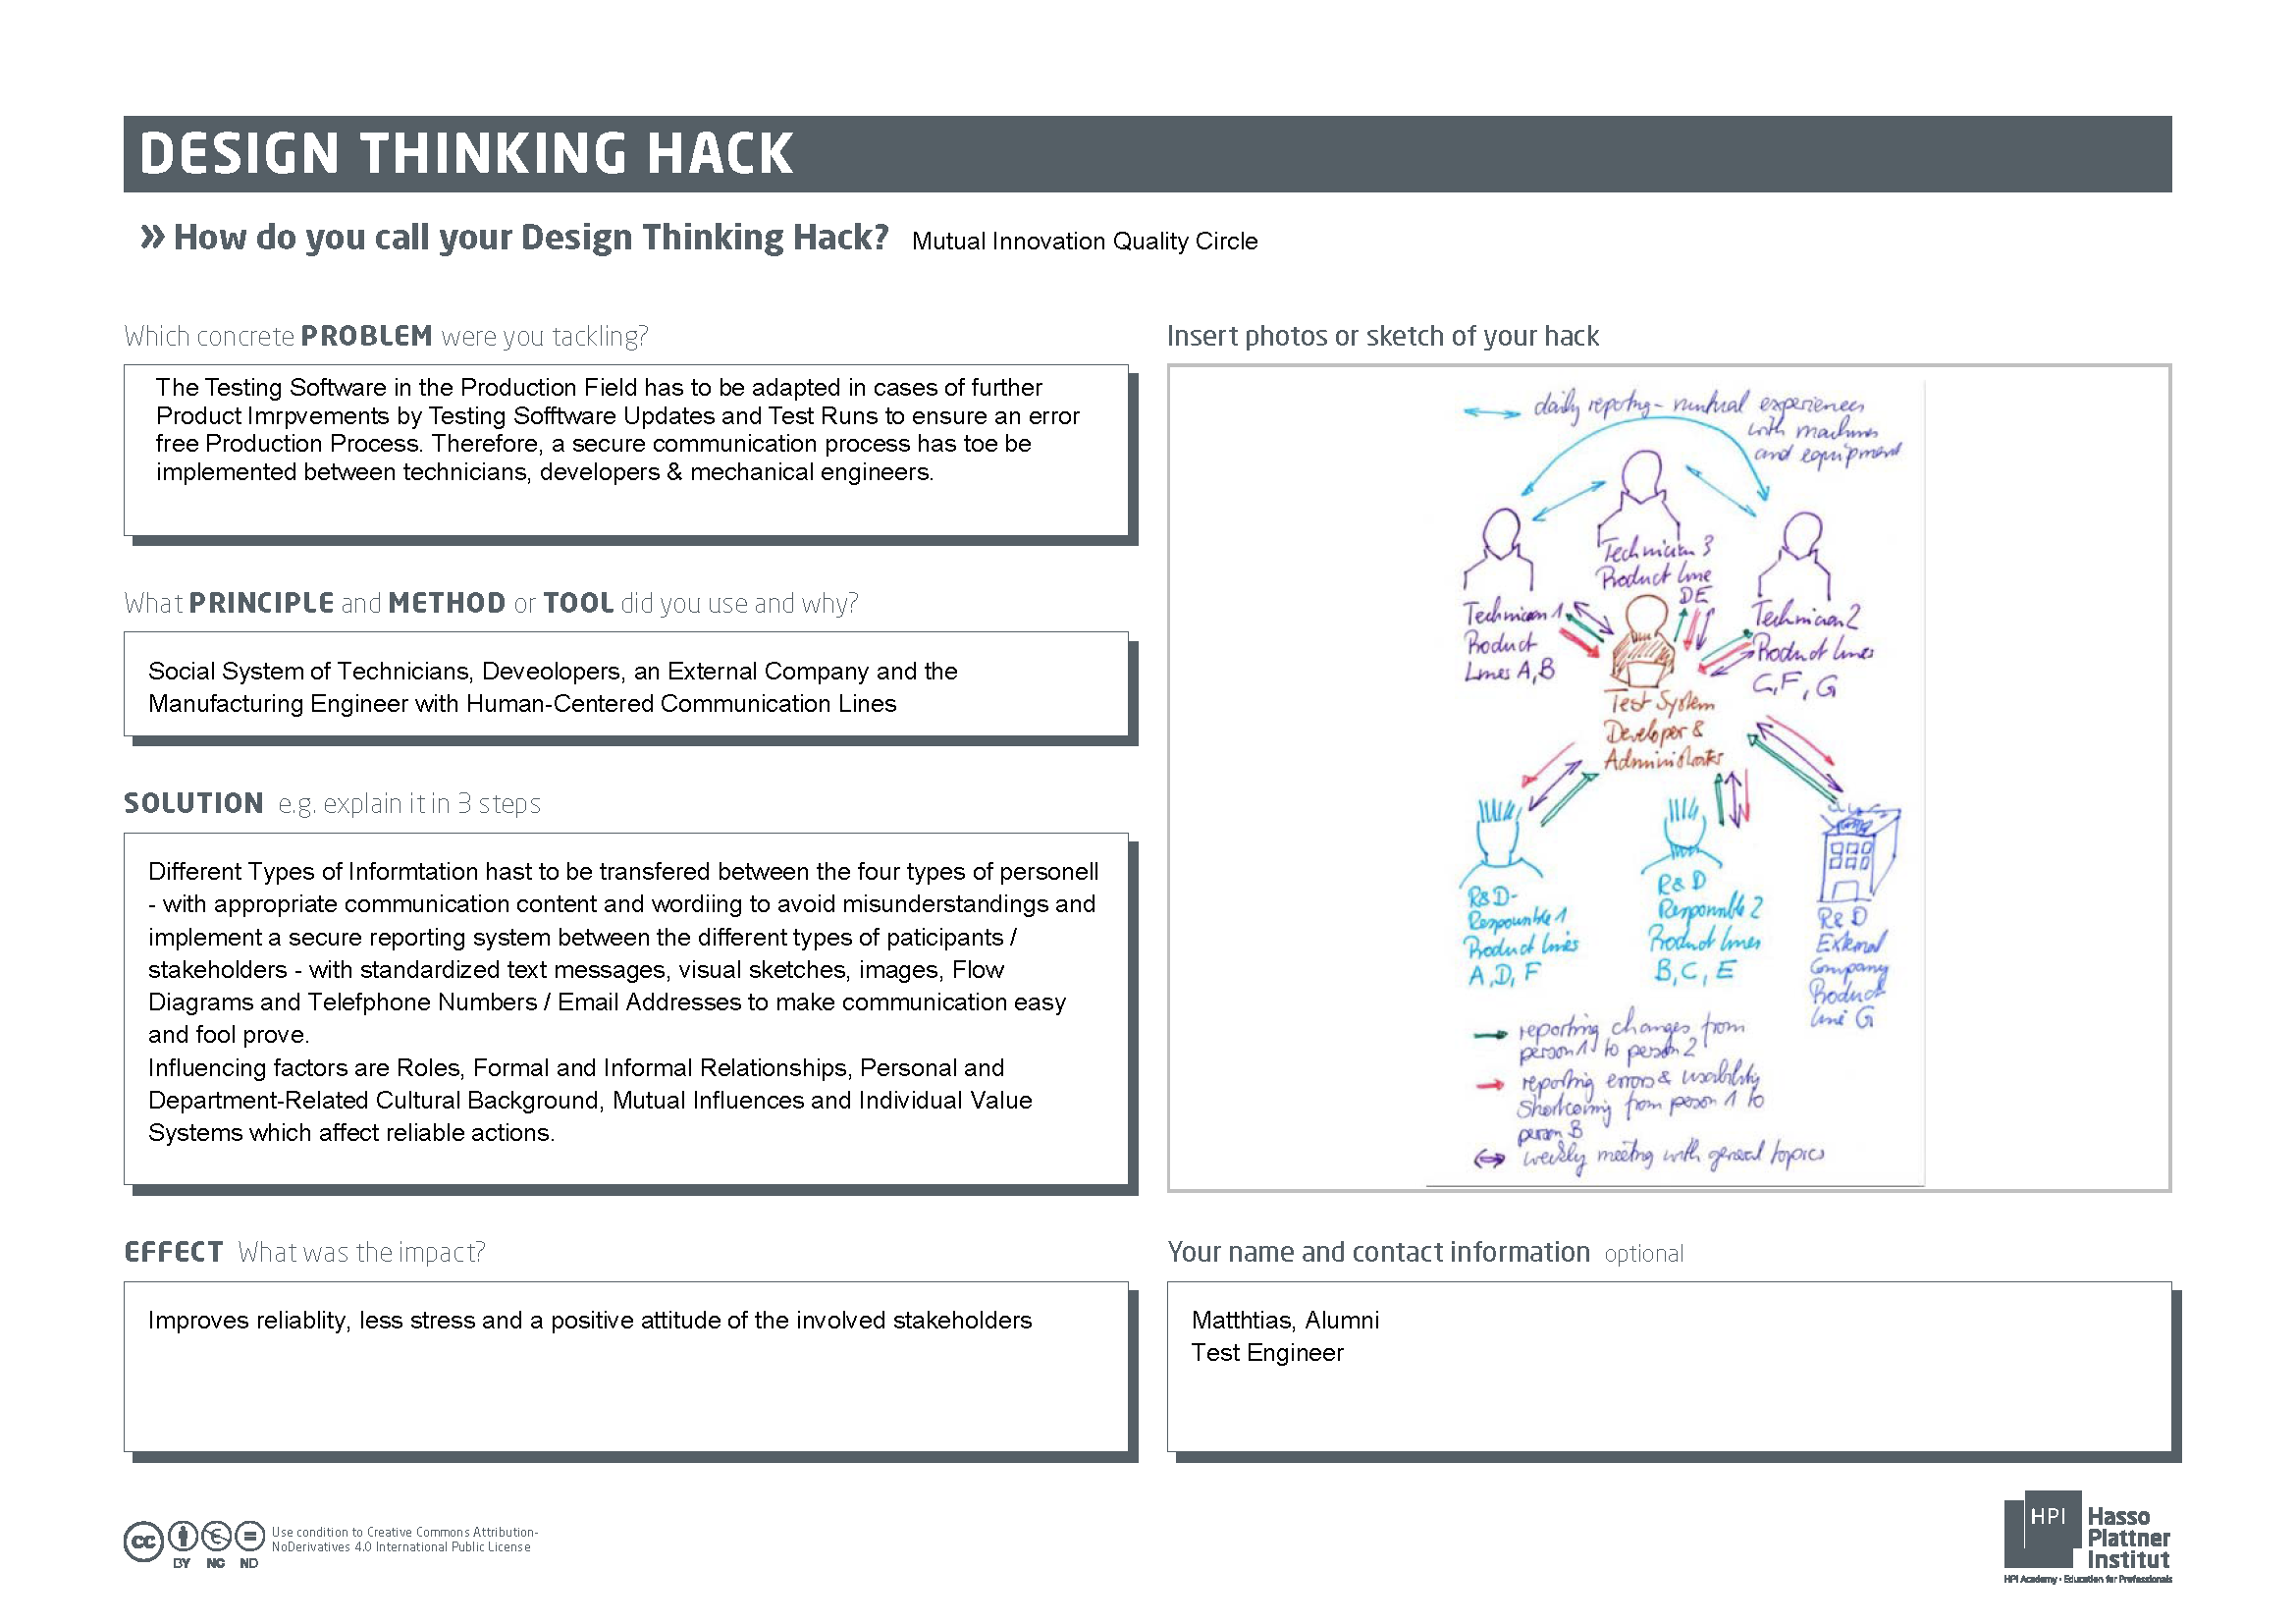 DESIGN THINKING HACK
» How do you call your Design Thinking Hack? Mutual Innovation Quality Circle
Which concrete PROBLEM were you tackling?
The Testing Software in the Production Field has to be adapted in cases of further
Product Imrpvements by Testing Sofftware Updates and Test Runs to ensure an error
free Production Process. Therefore, a secure communication process has toe be
implemented between technicians, developers & mechanical engineers.
What PRINCIPLE and METHOD or TOOL did you use and why?
Social System of Technicians, Deveolopers, an External Company and the
Manufacturing Engineer with Human-Centered Communication Lines
SOLUTION e.g. explain it in 3 steps
Different Types of Informtation hast to be transfered between the four types of personell
- with appropriate communication content and wordiing to avoid misunderstandings and
implement a secure reporting system between the different types of paticipants /
stakeholders - with standardized text messages, visual sketches, images, Flow
Diagrams and Telefphone Numbers / Email Addresses to make communication easy
and fool prove.
Influencing factors are Roles, Formal and Informal Relationships, Personal and
Department-Related Cultural Background, Mutual Influences and Individual Value
Systems which affect reliable actions.
EFFECT What was the impact?
Improves reliablity, less stress and a positive attitude of the involved stakeholders
Insert photos or sketch of your hack
daily reporting - mutual experiences
with machines
and equipment
Technician 3
Product Line
DE
Technician 1
Product
Lines A,B
Technician 2
Product Lines
C, F, G
Test System
Developer &
Administrator
R&D-
Responsible 1
Product Lines
A, D, F
R&D
Responsible 2
Product Lines
B, C, E
R&D
External
Company
Product
Line G
reporting changes from
person 1 to person 2
reporting errors & usability
Shortcoming from person 1 to
person B
weekly meeting with general topics
Your name and contact information optional
Matthtias, Alumni
Test Engineer
cc BY NC ND
Use condition to Creative Commons Attribution-
NoDerivatives 4.0 International Public License
HPI Hasso
Plattner
Institut
HPI Academy • Education for Professionals